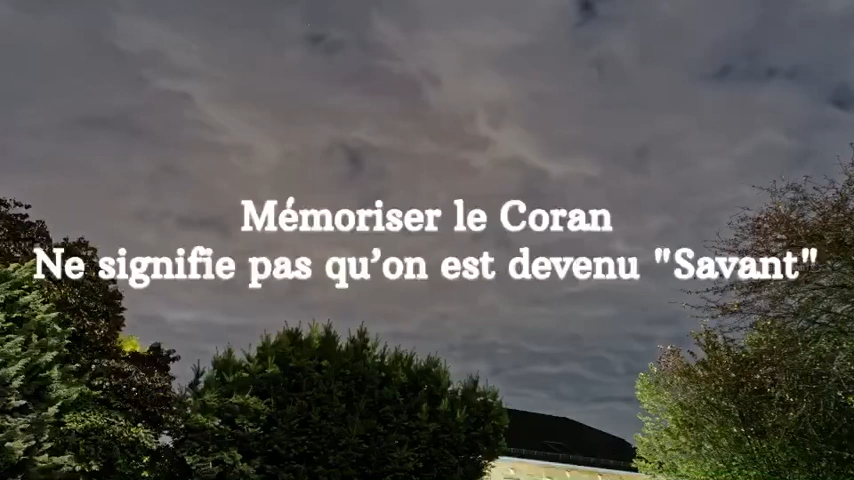 Mémoriser le Coran
Ne signifie pas qu’on est devenu "Savant"